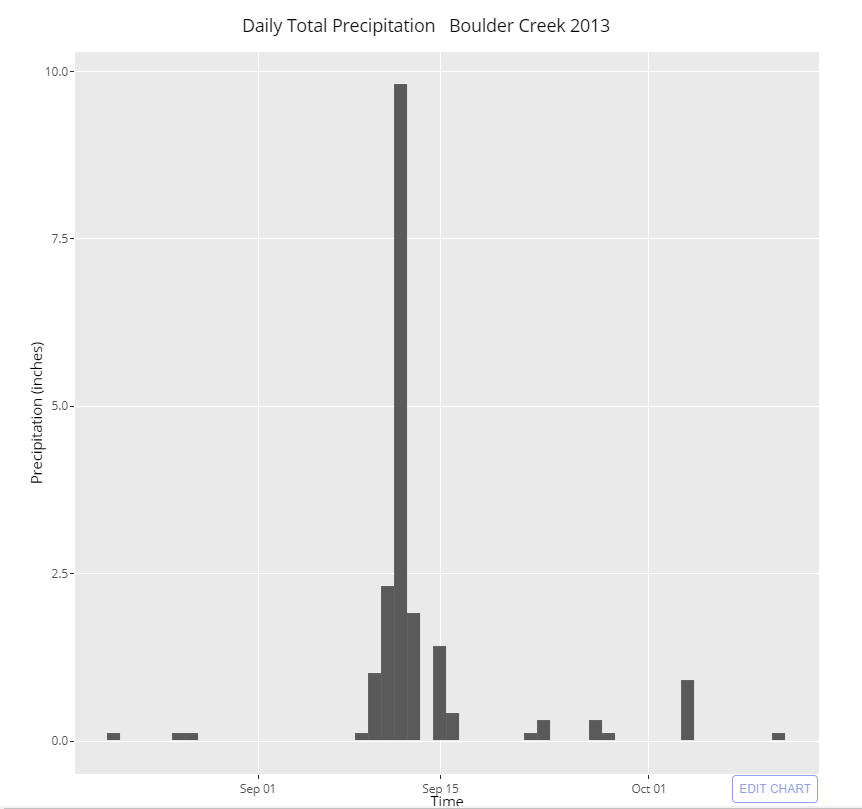 Daily Total Precipitation   Boulder Creek 2013
10.0
7.5
5.0
2.5
0.0
Precipitation (inches)
Sep 01
Sep 15
Oct 01
Time
EDIT CHART